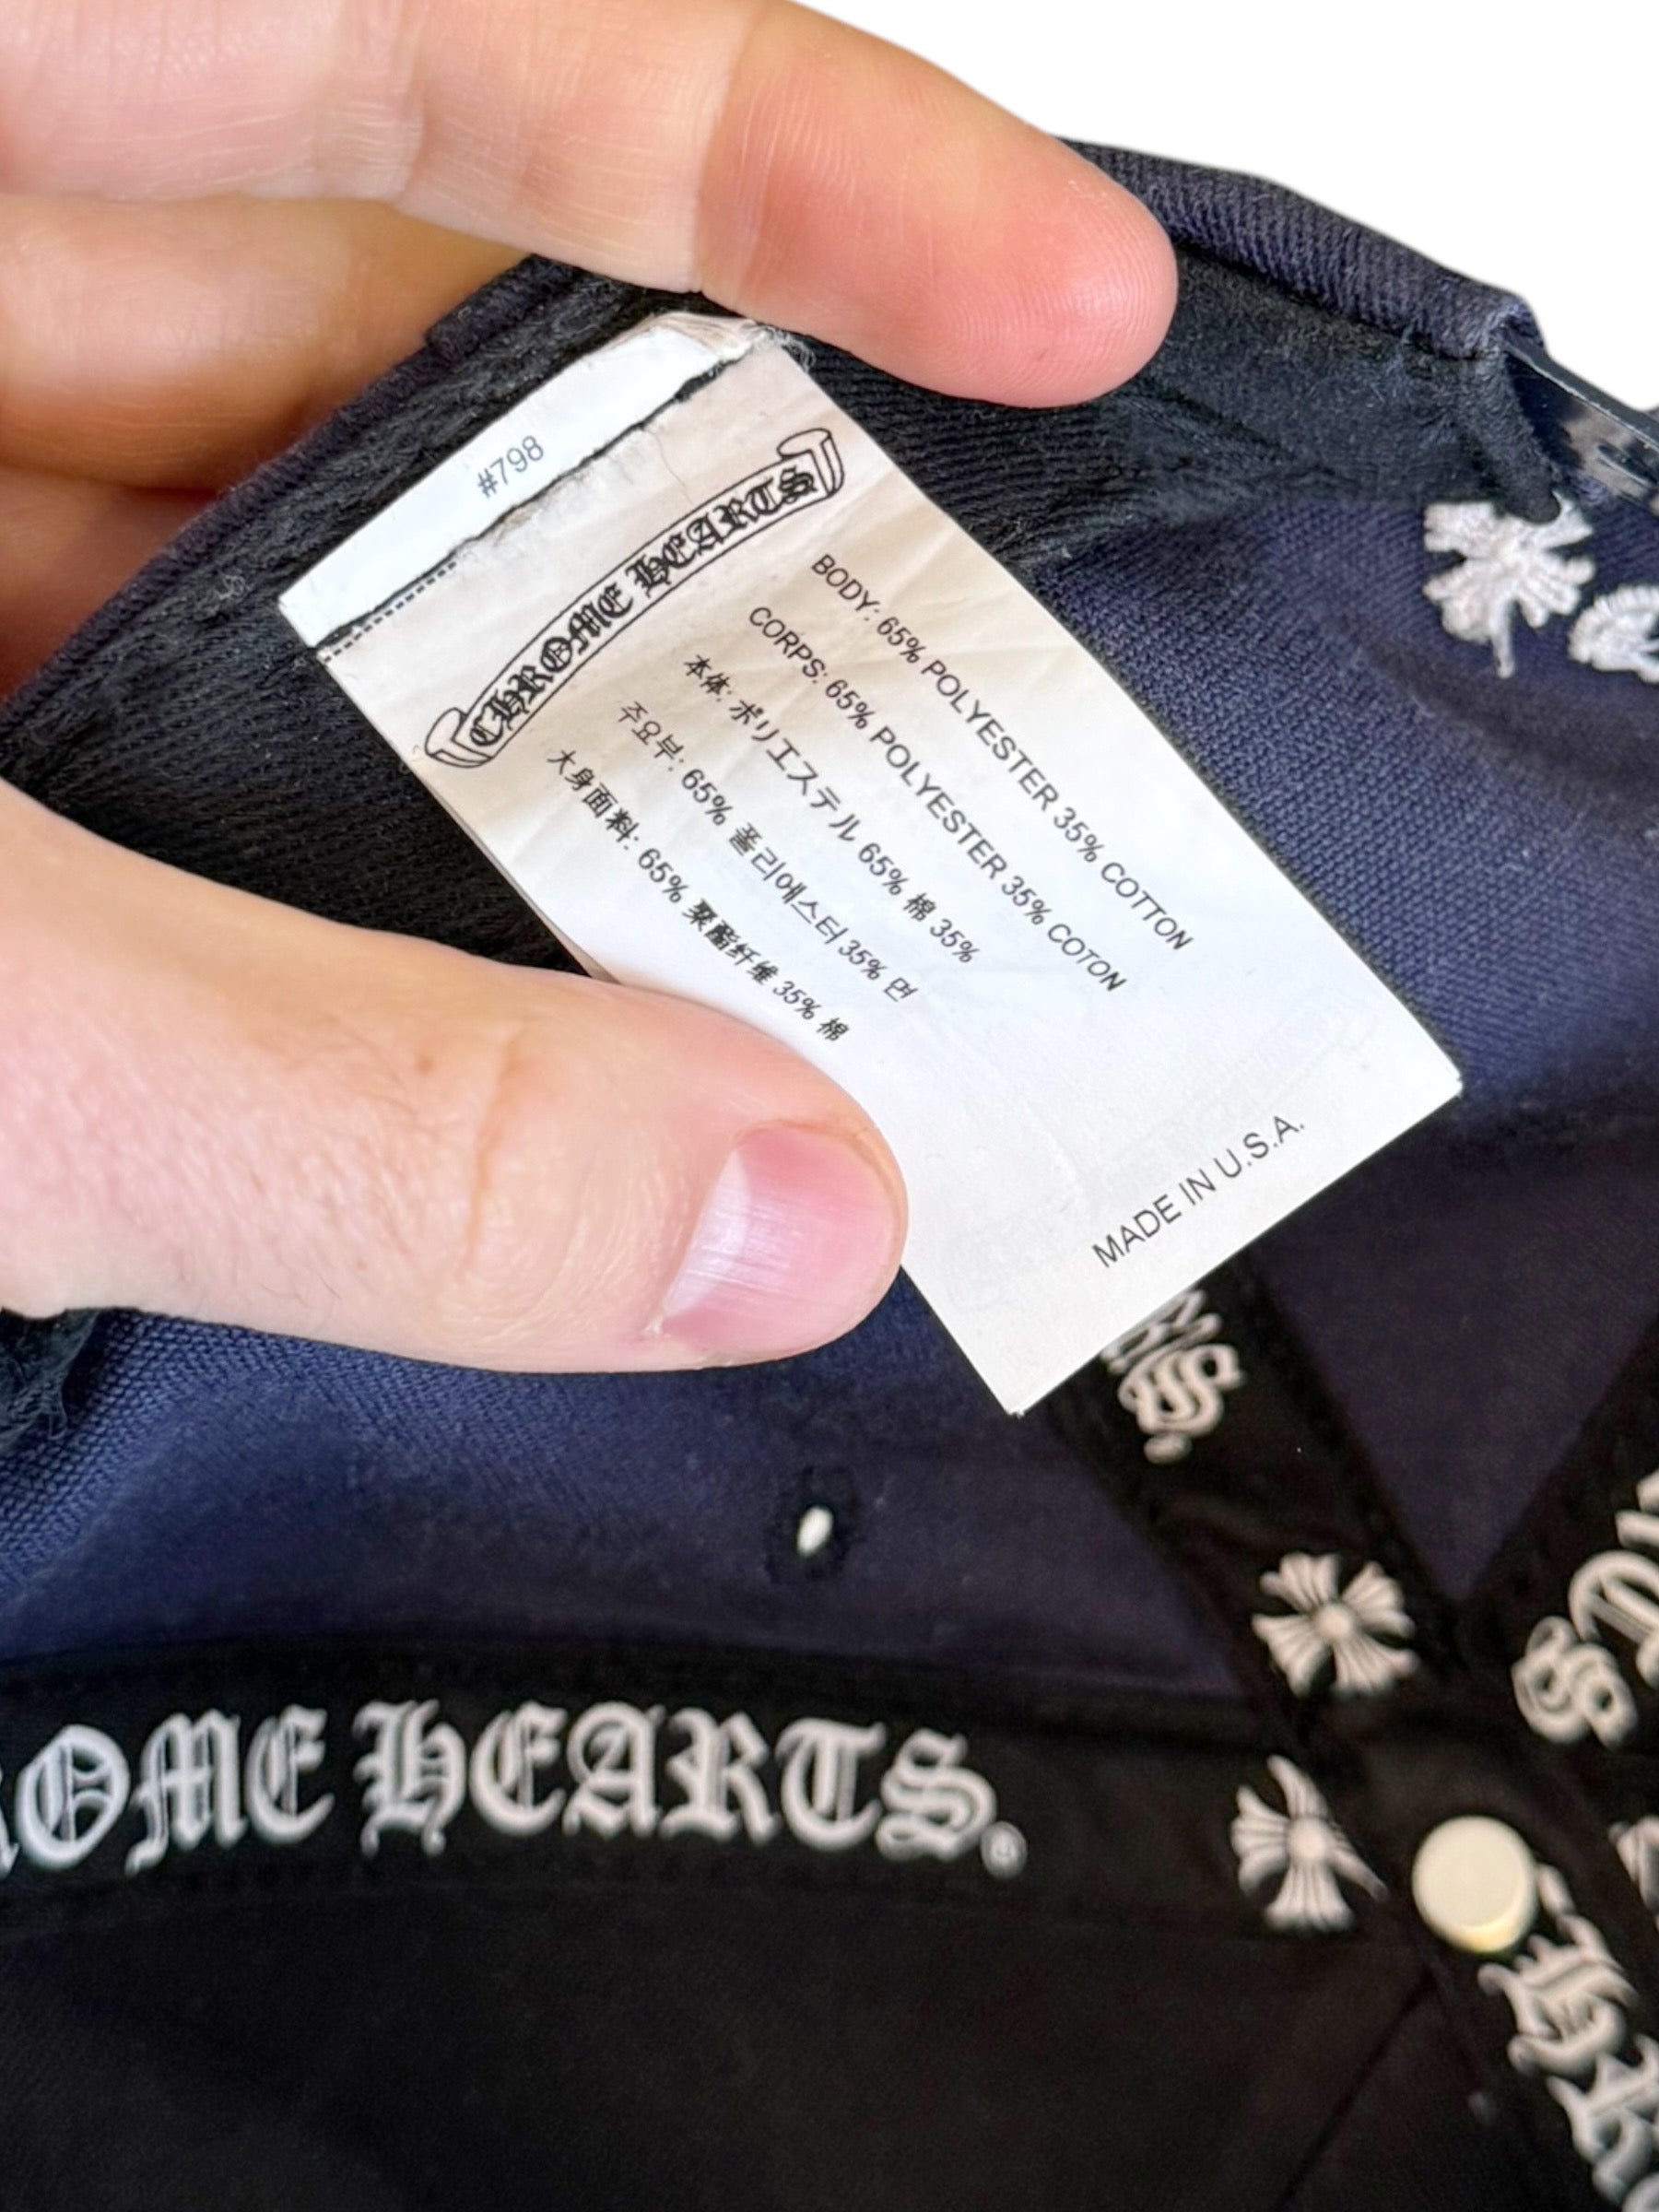 #798
CHROME HEARTS
BODY: 65% POLYESTER 35% COTTON
CORPS: 65% POLYESTER 35% COTON
本体: ポリエステル 65% 棉 35%
주요부: 65% 폴리에스터 35% 면
大身面料: 65% 聚酯纤维 35% 棉
MADE IN U.S.A.
OME HEARTS®